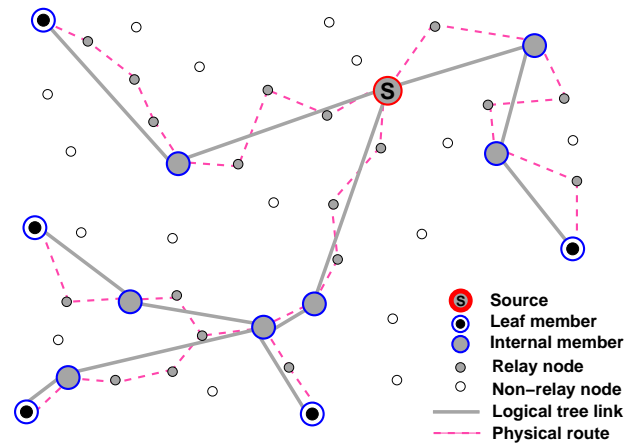 S
S Source
Leaf member
Internal member
Relay node
Non−relay node
Logical tree link
Physical route